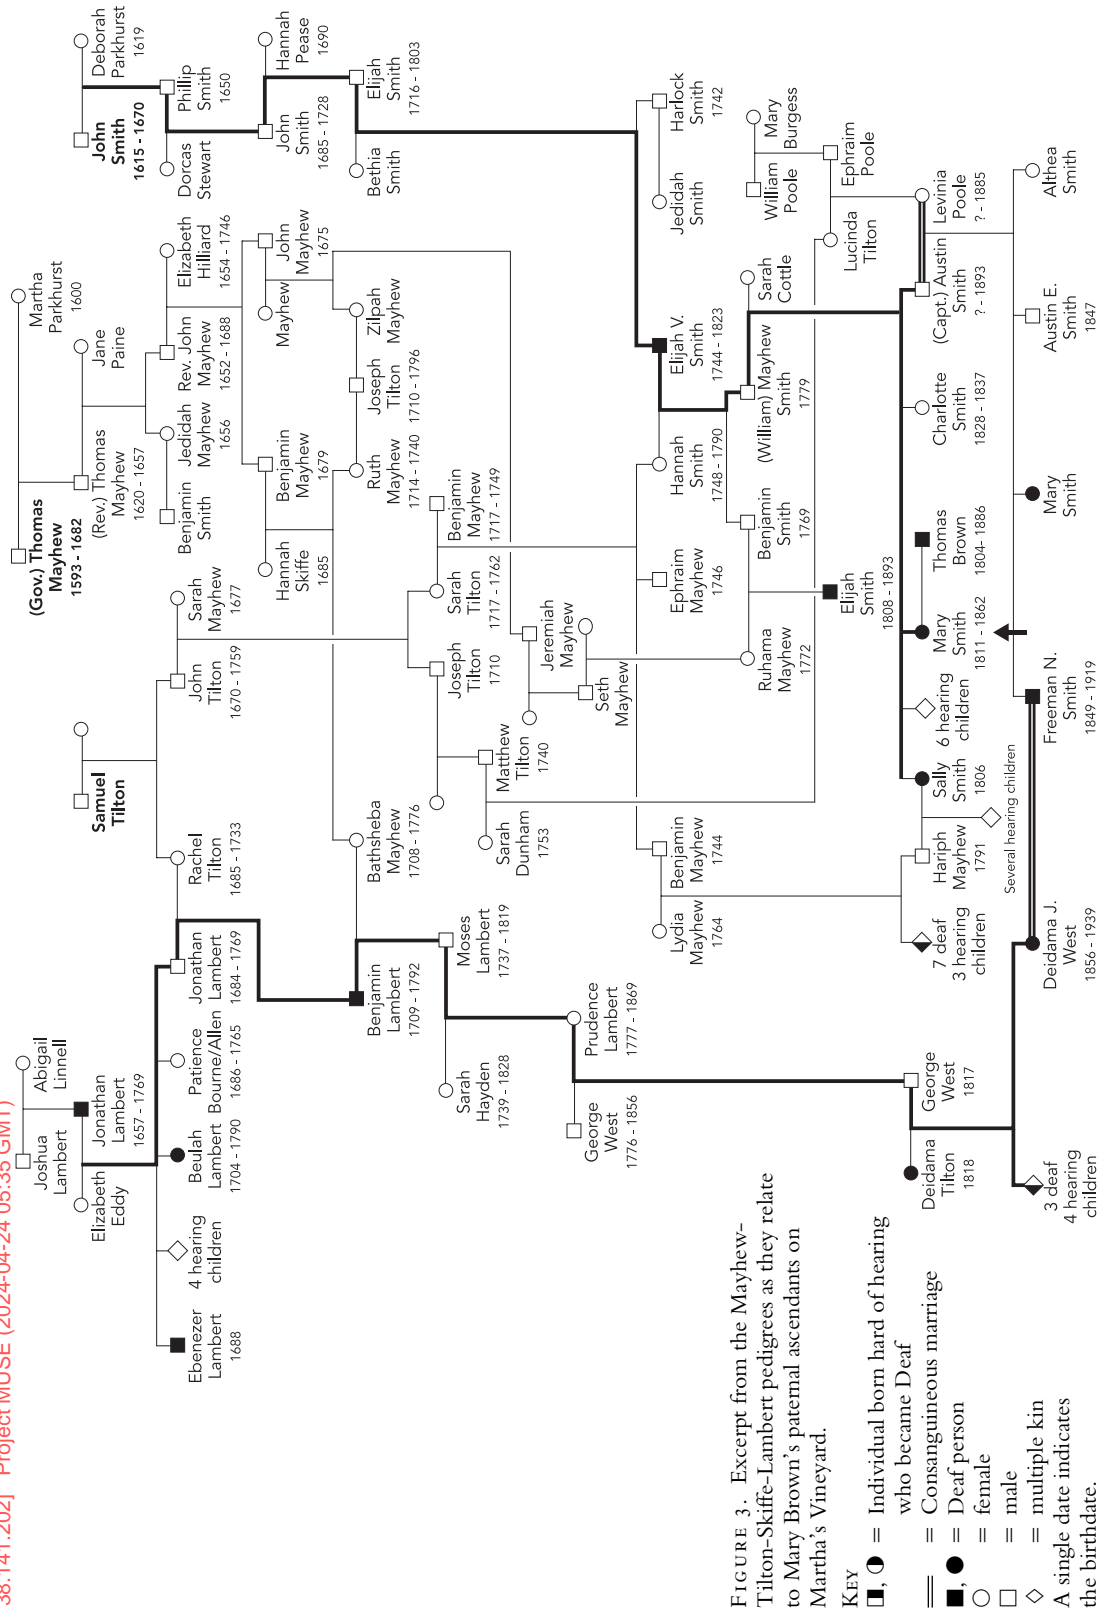 38.141.202] Project MUSE (2024-04-24 05:35 GMT)
Joshua
Lambert
Abigail
Linnell
(Gov.) Thomas
Mayhew
1593 - 1682
Martha
Parkhurst
1600
Elizabeth
Eddy
Jonathan
Lambert
1657 - 1769
Samuel
Tilton
(Rev.) Thomas
Mayhew
1620 - 1657
Jane
Paine
John
Smith
1615 - 1670
Deborah
Parkhurst
1619
Ebenezer
Lambert
1688
4 hearing
children
Beulah
Lambert
1704 - 1790
Patience
Bourne/Allen
1686 - 1765
Jonathan
Lambert
1684 - 1769
Rachel
Tilton
1685 - 1733
John
Tilton
1670 - 1759
Sarah
Mayhew
1677
Benjamin
Smith
Jedidah
Mayhew
1656
Rev. John
Mayhew
1652 - 1688
Elizabeth
Hilliard
1654 - 1746
Dorcas
Stewart
Phillip
Smith
1650
Hannah
Skiffe
1685
Benjamin
Mayhew
1679
Mayhew
John
Mayhew
1675
John
Smith
1685 - 1728
Hannah
Pease
1690
Benjamin
Lambert
1709 - 1792
Bathsheba
Mayhew
1708 - 1776
Ruth
Mayhew
1714 - 1740
Joseph
Tilton
1710 - 1796
Zilpah
Mayhew
Bethia
Smith
Elijah
Smith
1716 - 1803
Sarah
Hayden
1739 - 1828
Moses
Lambert
1737 - 1819
Joseph
Tilton
1710
Sarah
Tilton
1717 - 1762
Benjamin
Mayhew
1717 - 1749
Sarah
Dunham
1753
Matthew
Tilton
1740
Jeremiah
Mayhew
Seth
Mayhew
George
West
1776 - 1856
Prudence
Lambert
1777 - 1869
Lydia
Mayhew
1764
Benjamin
Mayhew
1744
Ephraim
Mayhew
1746
Hannah
Smith
1748 - 1790
Elijah V.
Smith
1744 - 1823
Jedidah
Smith
Harlock
Smith
1742
Ruhama
Mayhew
1772
Benjamin
Smith
1769
(William) Mayhew
Smith
1779
Sarah
Cottle
William
Poole
Mary
Burgess
Elijah
Smith
1808 - 1893
Lucinda
Tilton
Ephraim
Poole
Deidama
Tilton
1818
George
West
1817
7 deaf
3 hearing
children
Hariph
Mayhew
1791
Sally
Smith
1806
6 hearing
children
Mary
Smith
1811 - 1862
Thomas
Brown
1804- 1886
Charlotte
Smith
1828 - 1837
(Capt.) Austin
Smith
? - 1893
Levinia
Poole
? - 1885
Several hearing children
3 deaf
4 hearing
children
Deidama J.
West
1856 - 1939
Freeman N.
Smith
1849 - 1919
Mary
Smith
Austin E.
Smith
1847
Althea
Smith
FIGURE 3. Excerpt from the Mayhew-
Tilton-Skiffe-Lambert pedigrees as they relate
to Mary Brown's paternal ascendants on
Martha's Vineyard.
KEY
, = Individual born hard of hearing
who became Deaf
= Consanguineous marriage
, = Deaf person
= female
= male
= multiple kin
A single date indicates
the birthdate.